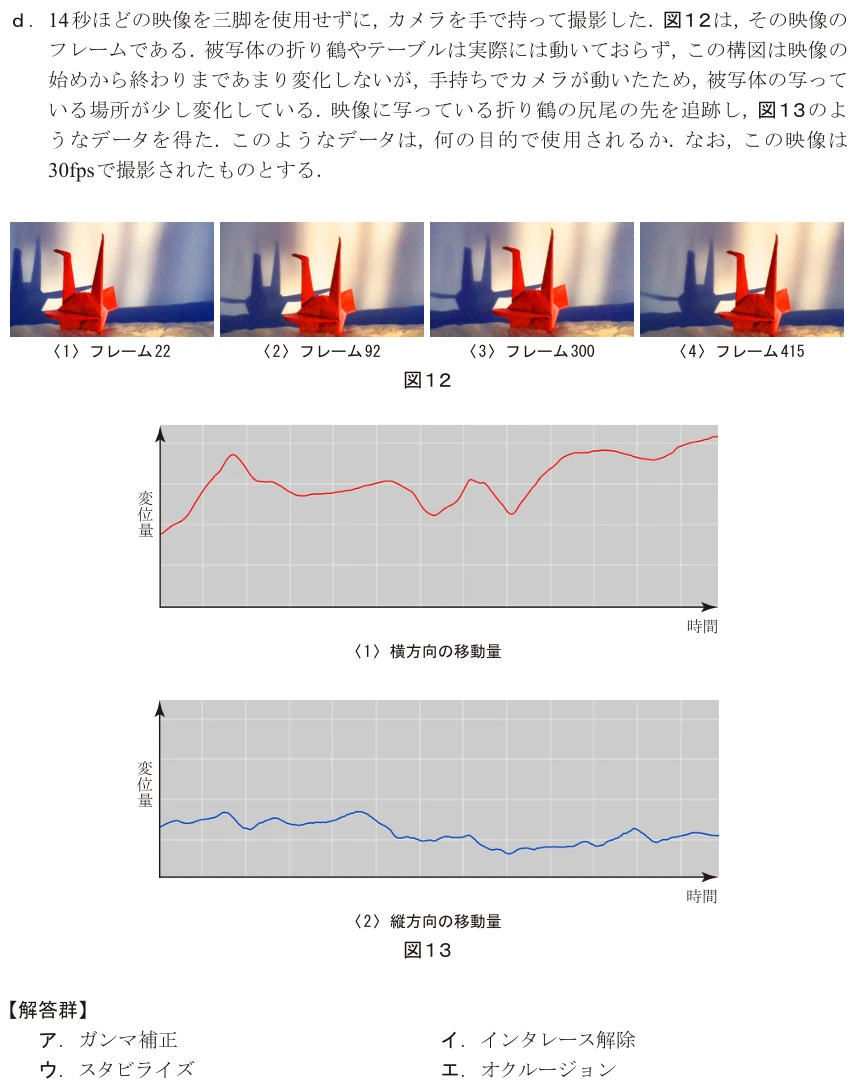 d．14秒ほどの映像を三脚を使用せずに，カメラを手で持って撮影した．図12は，その映像の
フレームである．被写体の折り鶴やテーブルは実際には動いておらず，この構図は映像の
始めから終わりまであまり変化しないが，手持ちでカメラが動いたため，被写体の写って
いる場所が少し変化している．映像に写っている折り鶴の尻尾の先を追跡し，図13のよ
うなデータを得た．このようなデータは，何の目的で使用されるか．なお，この映像は
30fpsで撮影されたものとする．
〈1〉フレーム22
〈2〉フレーム92
〈3〉フレーム300
〈4〉フレーム415
図12
変位量
時間
〈1〉横方向の移動量
変位量
時間
〈2〉縦方向の移動量
図13
【解答群】
ア．ガンマ補正
イ．インタレース解除
ウ．スタビライズ
エ．オクルージョン